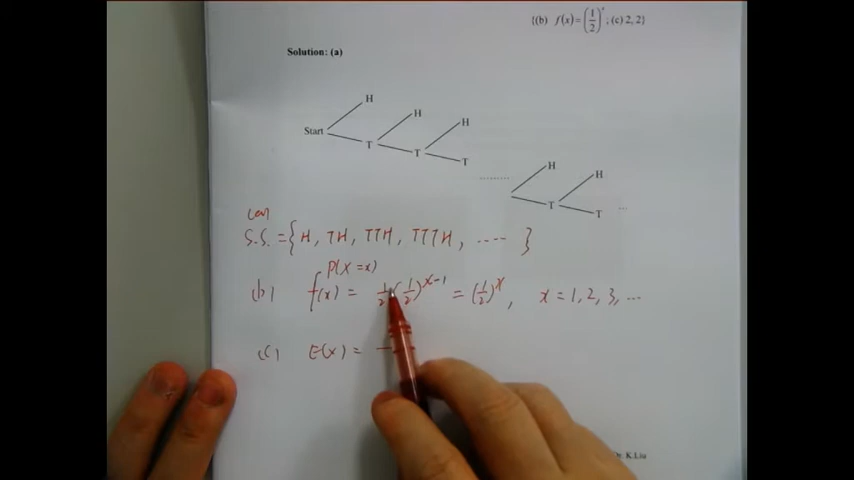 {(b) f(x) = (1/2)^x ; (c) 2, 2}
Solution: (a)
H
H
H
Start
T
T
T
..........
H
H
T
T
...
S.S. = {H, TH, TTH, TTTH, ..... }
P(X = x)
(b) f(x) = 1/2 (1/2)^x-1 = (1/2)^x , x = 1, 2, 3, ...
(c) E(x) =
K.Liu